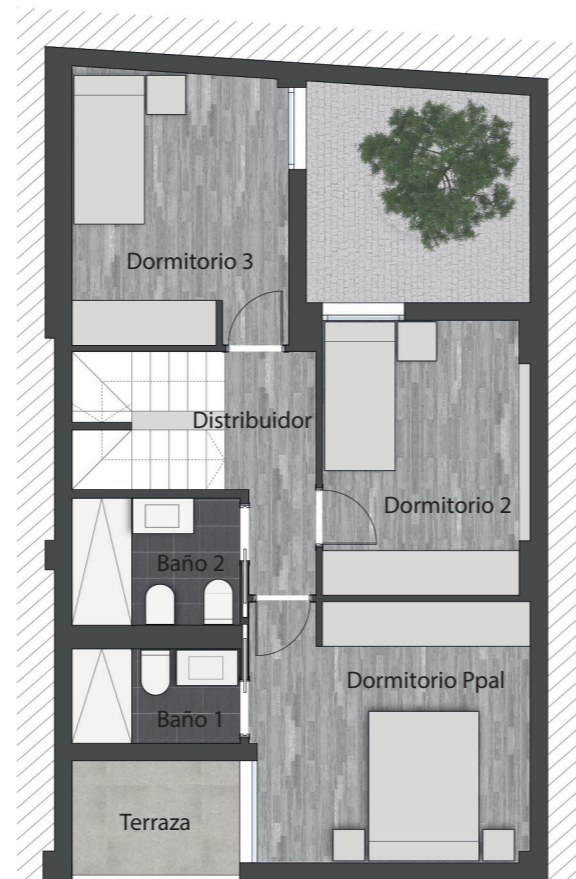 Dormitorio 3
Distribuidor
Dormitorio 2
Baño 2
Dormitorio Ppal
Baño 1
Terraza